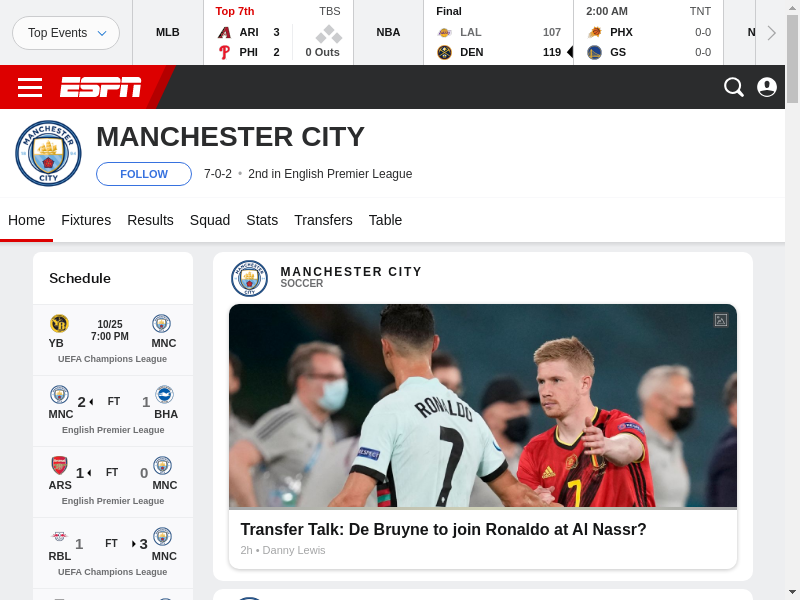 Top Events
MLB
Top 7th TBS
ARI 3
PHI 2 0 Outs
NBA
Final
LAL 107
DEN 119
2:00 AM TNT
PHX 0-0
GS 0-0
N
ESPN
MANCHESTER CITY
FOLLOW 7-0-2 • 2nd in English Premier League
Home Fixtures Results Squad Stats Transfers Table
Schedule
10/25
7:00 PM
YB MNC
UEFA Champions League
2 FT 1
MNC BHA
English Premier League
1 FT 0
ARS MNC
English Premier League
1 FT 3
RBL MNC
UEFA Champions League
MANCHESTER CITY
SOCCER
RONALDO
7
RESPECT
7
Transfer Talk: De Bruyne to join Ronaldo at Al Nassr?
2h • Danny Lewis